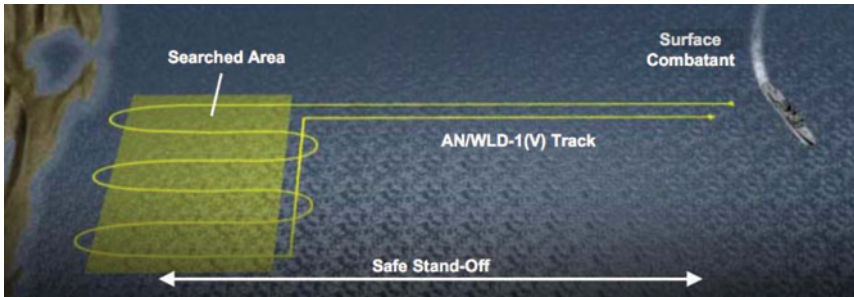 Searched Area
Surface
Combatant
AN/WLD-1(V) Track
Safe Stand-Off